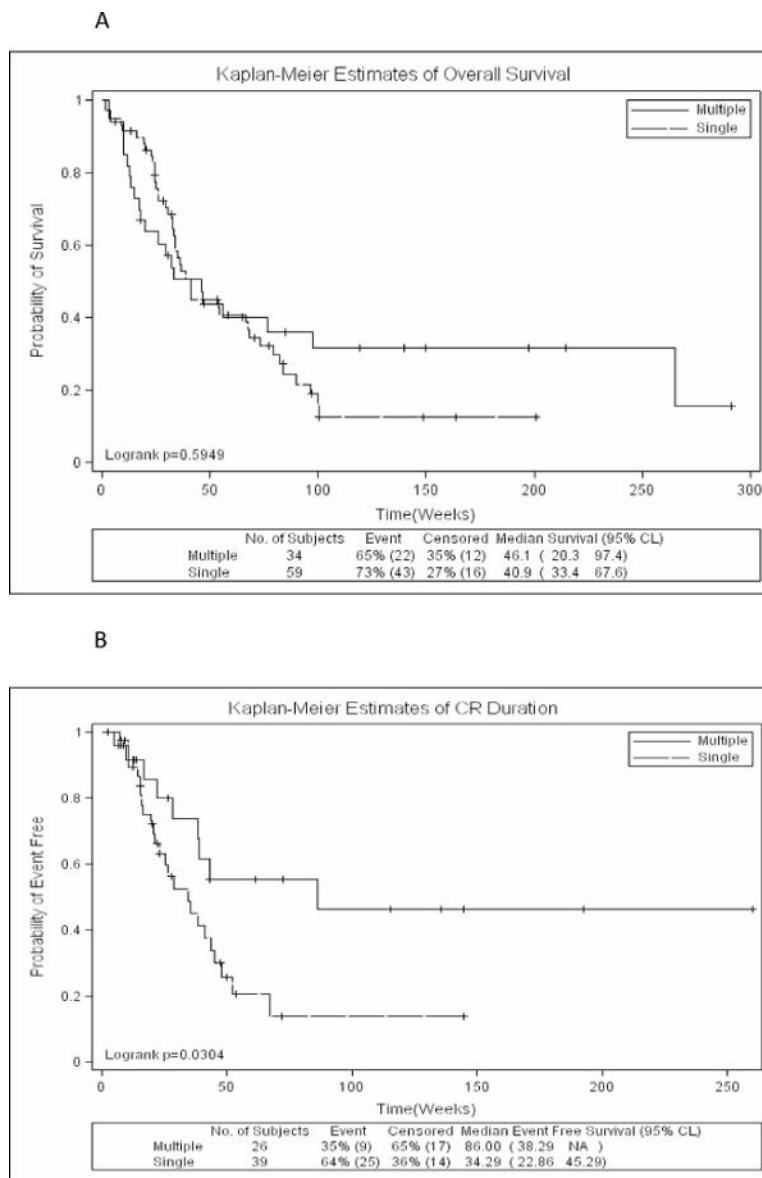 A
Kaplan-Meier Estimates of Overall Survival
Multiple
Single
1
0.8
0.6
0.4
0.2
0
Probability of Survival
Logrank p=0.5949
0 50 100 150 200 250 300
Time(Weeks)
No. of Subjects Event Censored Median Survival (95% CL)
Multiple 34 65% (22) 35% (12) 46.1 ( 20.3 97.4)
Single 59 73% (43) 27% (16) 40.9 ( 33.4 67.6)
B
Kaplan-Meier Estimates of CR Duration
Multiple
Single
1
0.8
0.6
0.4
0.2
0
Probability of Event Free
Logrank p=0.0304
0 50 100 150 200 250
Time(Weeks)
No. of Subjects Event Censored Median Event Free Survival (95% CL)
Multiple 26 35% (9) 65% (17) 86.00 ( 38.29 NA )
Single 39 64% (25) 36% (14) 34.29 ( 22.86 45.29)